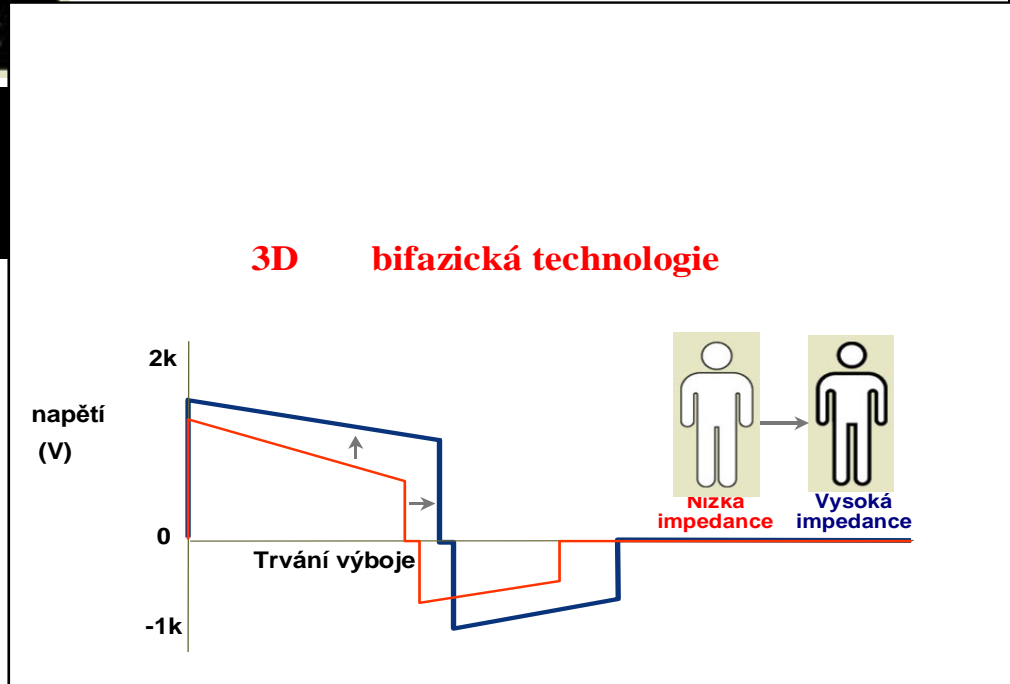 3D bifazická technologie
2k
napětí
(V)
0
Trvání výboje
-1k
Nízká
impedance
Vysoká
impedance